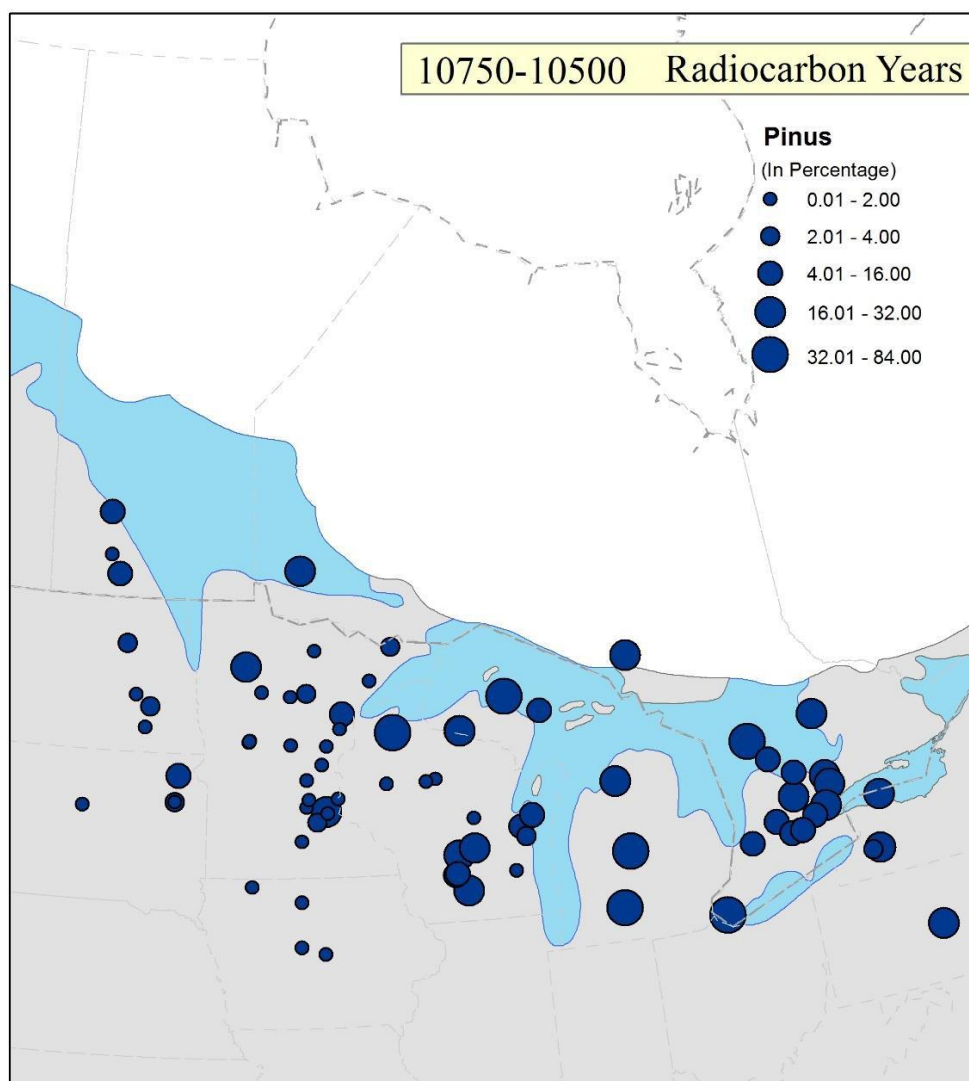 10750-10500 Radiocarbon Years
Pinus
(In Percentage)
0.01 - 2.00
2.01 - 4.00
4.01 - 16.00
16.01 - 32.00
32.01 - 84.00